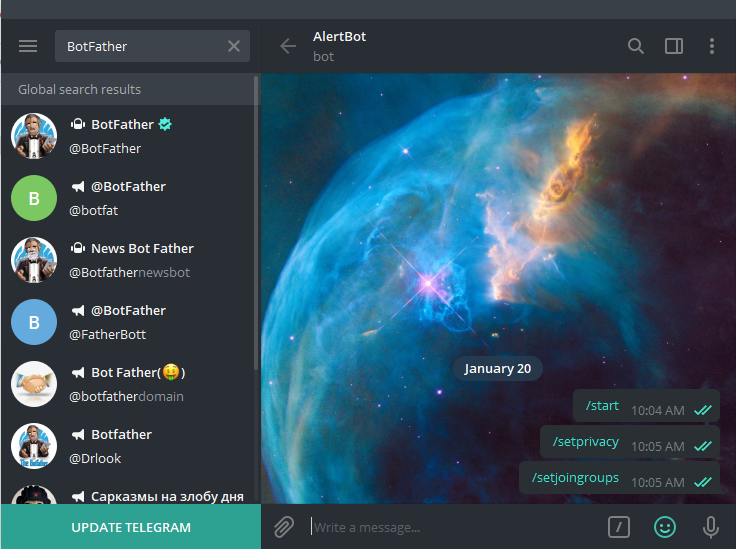 BotFather
AlertBot
bot
Global search results
BotFather
@BotFather
B
@BotFather
@botfat
News Bot Father
@Botfathernewsbot
B
@BotFather
@FatherBott
Bot Father(🤑)
@botfatherdomain
Botfather
@Drlook
Сарказмы на злобу дня
UPDATE TELEGRAM
January 20
/start 10:04 AM
/setprivacy 10:05 AM
/setjoingroups 10:05 AM
Write a message...